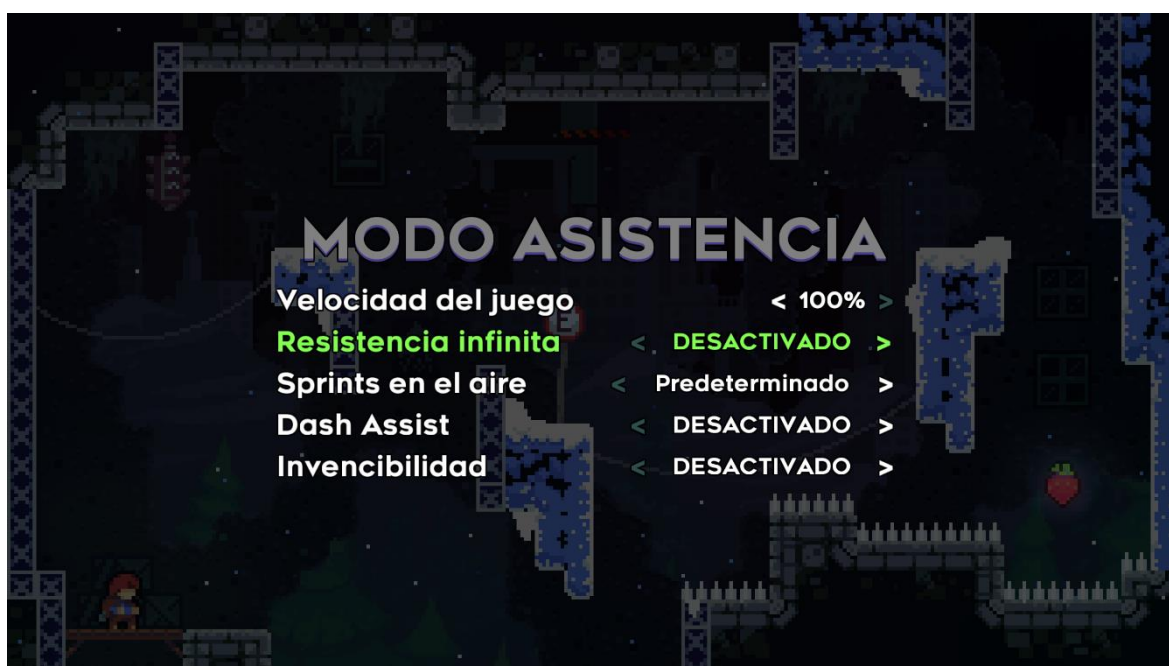 MODO ASISTENCIA
Velocidad del juego < 100% >
Resistencia infinita < DESACTIVADO >
Sprints en el aire < Predeterminado >
Dash Assist < DESACTIVADO >
Invencibilidad < DESACTIVADO >